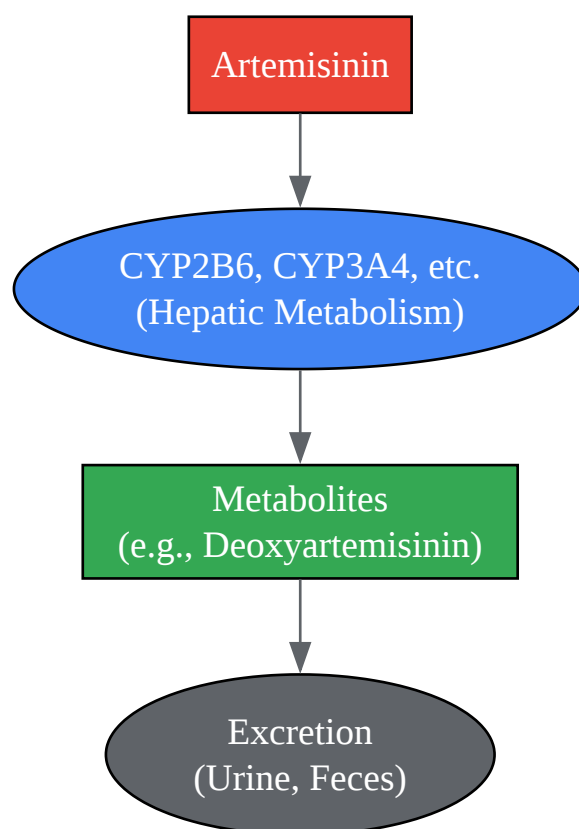 Artemisinin
CYP2B6, CYP3A4, etc.
(Hepatic Metabolism)
Metabolites
(e.g., Deoxyartemisinin)
Excretion
(Urine, Feces)